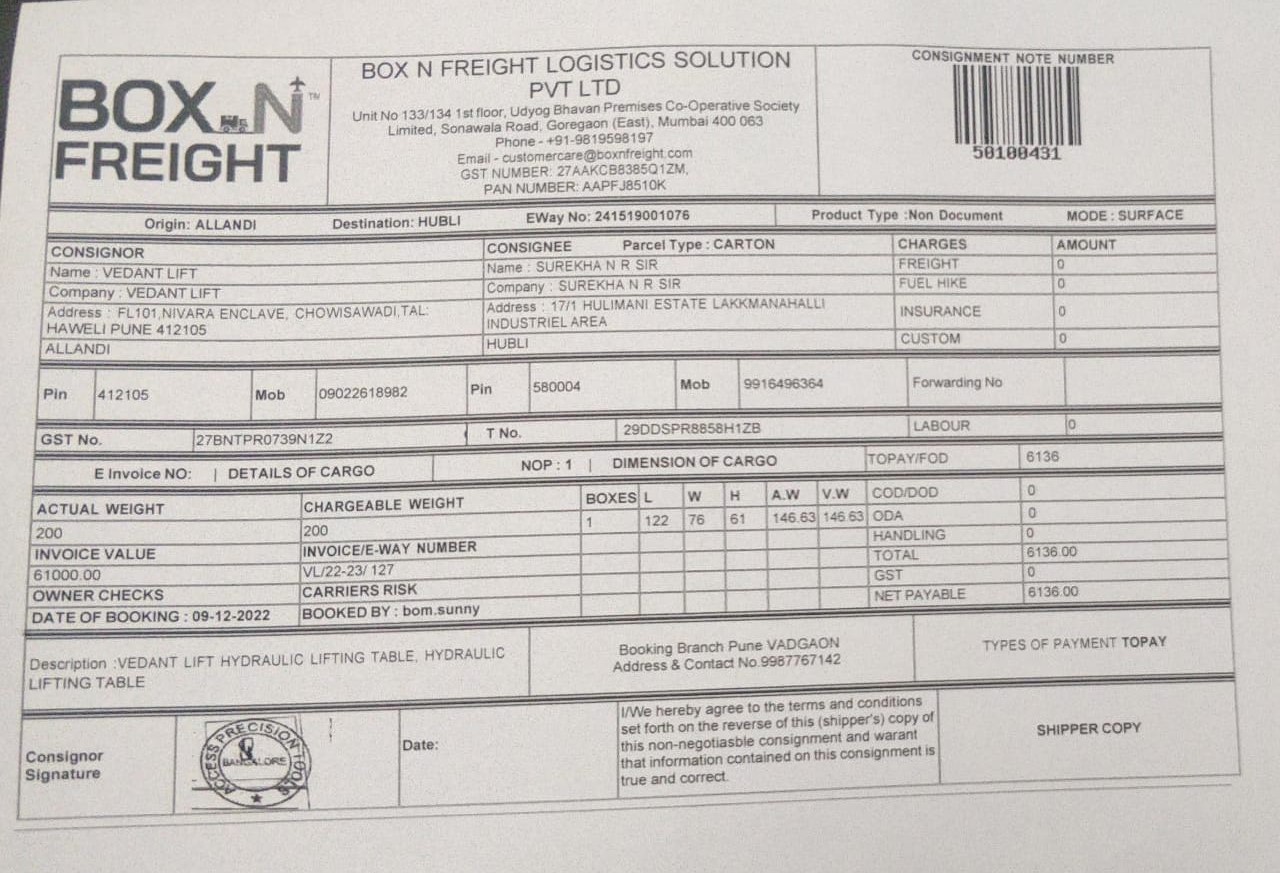 BOX N FREIGHT
TM
BOX N FREIGHT LOGISTICS SOLUTION
PVT LTD
Unit No 133/134 1st floor, Udyog Bhavan Premises Co-Operative Society
Limited, Sonawala Road, Goregaon (East), Mumbai 400 063
Phone - +91-9819598197
Email - customercare@boxnfreight.com
GST NUMBER: 27AAKCB8385Q1ZM,
PAN NUMBER: AAPFJ8510K
CONSIGNMENT NOTE NUMBER
50100431
Origin: ALLANDI Destination: HUBLI EWay No: 241519001076 Product Type :Non Document MODE : SURFACE
CONSIGNOR CONSIGNEE Parcel Type : CARTON CHARGES AMOUNT
Name : VEDANT LIFT Name : SUREKHA N R SIR FREIGHT 0
Company : VEDANT LIFT Company : SUREKHA N R SIR FUEL HIKE 0
Address : FL101,NIVARA ENCLAVE, CHOWISAWADI,TAL: Address : 17/1 HULIMANI ESTATE LAKKMANAHALLI INSURANCE 0
HAWELI PUNE 412105 INDUSTRIEL AREA
ALLANDI HUBLI CUSTOM 0
Pin 412105 Mob 09022618982 Pin 580004 Mob 9916496364 Forwarding No
GST No. 27BNTPR0739N1Z2 T No. 29DDSPR8858H1ZB LABOUR 0
E Invoice NO: | DETAILS OF CARGO NOP : 1 | DIMENSION OF CARGO TOPAY/FOD 6136
ACTUAL WEIGHT CHARGEABLE WEIGHT BOXES L W H A.W V.W COD/DOD 0
200 200 1 122 76 61 146.63 146.63 ODA 0
HANDLING 0
INVOICE VALUE INVOICE/E-WAY NUMBER TOTAL 6136.00
61000.00 VL/22-23/ 127 GST 0
OWNER CHECKS CARRIERS RISK NET PAYABLE 6136.00
DATE OF BOOKING : 09-12-2022 BOOKED BY : bom.sunny
Description :VEDANT LIFT HYDRAULIC LIFTING TABLE, HYDRAULIC
LIFTING TABLE
Booking Branch Pune VADGAON
Address & Contact No.9987767142
TYPES OF PAYMENT TOPAY
Consignor
Signature
ACCESS PRECISION TOOLS
BANGALORE
Date:
I/We hereby agree to the terms and conditions
set forth on the reverse of this (shipper's) copy of
this non-negotiasble consignment and warant
that information contained on this consignment is
true and correct.
SHIPPER COPY